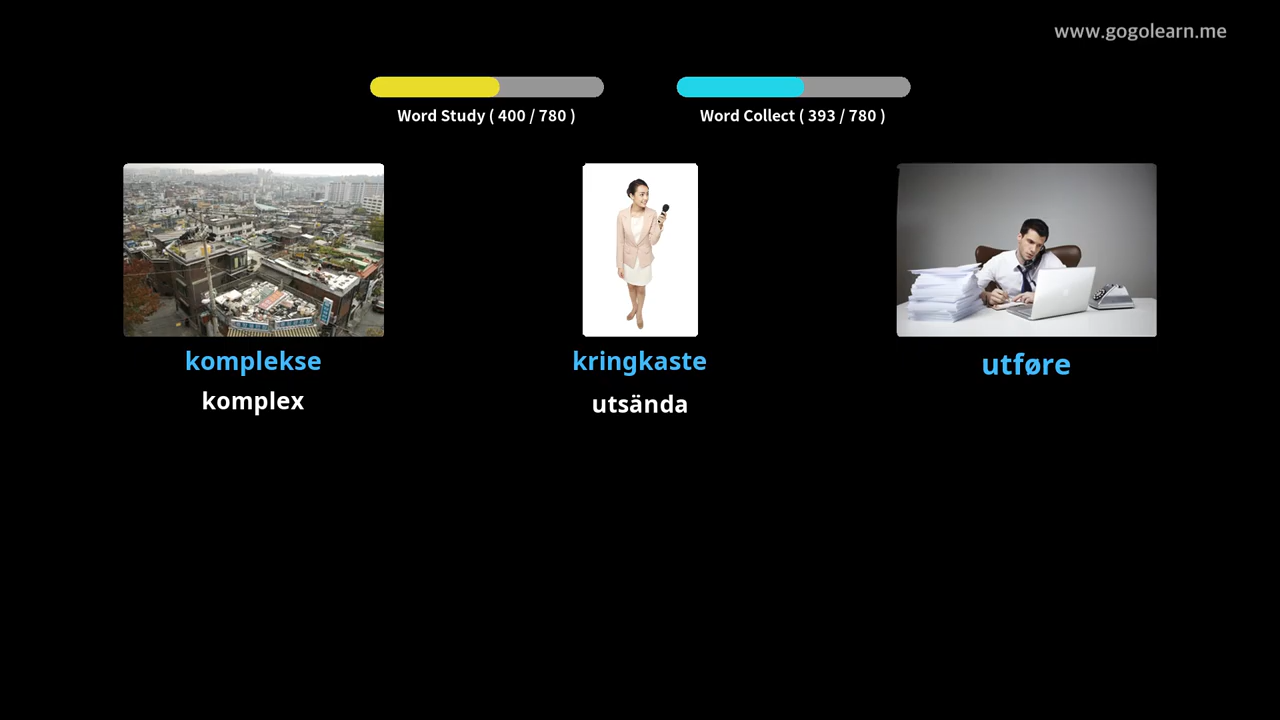 www.gogolearn.me
Word Study ( 400 / 780 )
Word Collect ( 393 / 780 )
komplekse
kringkaste
utføre
komplex
utsända